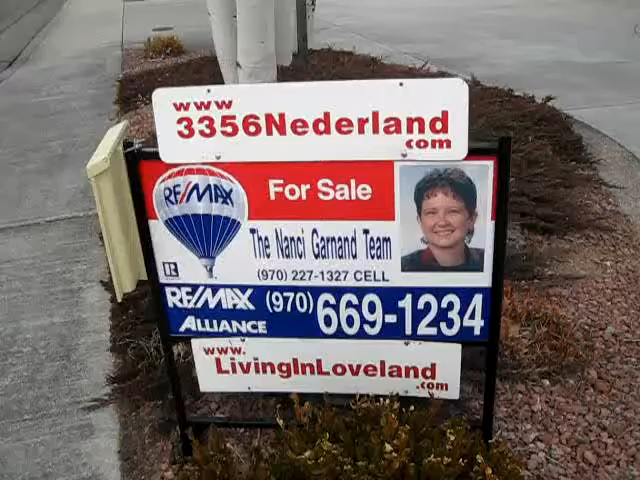 www
3356Nederland
com
RE/MAX
For Sale
The Nanci Garnand Team
(970) 227-1327 CELL
R
RE/MAX
ALLIANCE
(970) 669-1234
www.
LivingInLoveland
.com